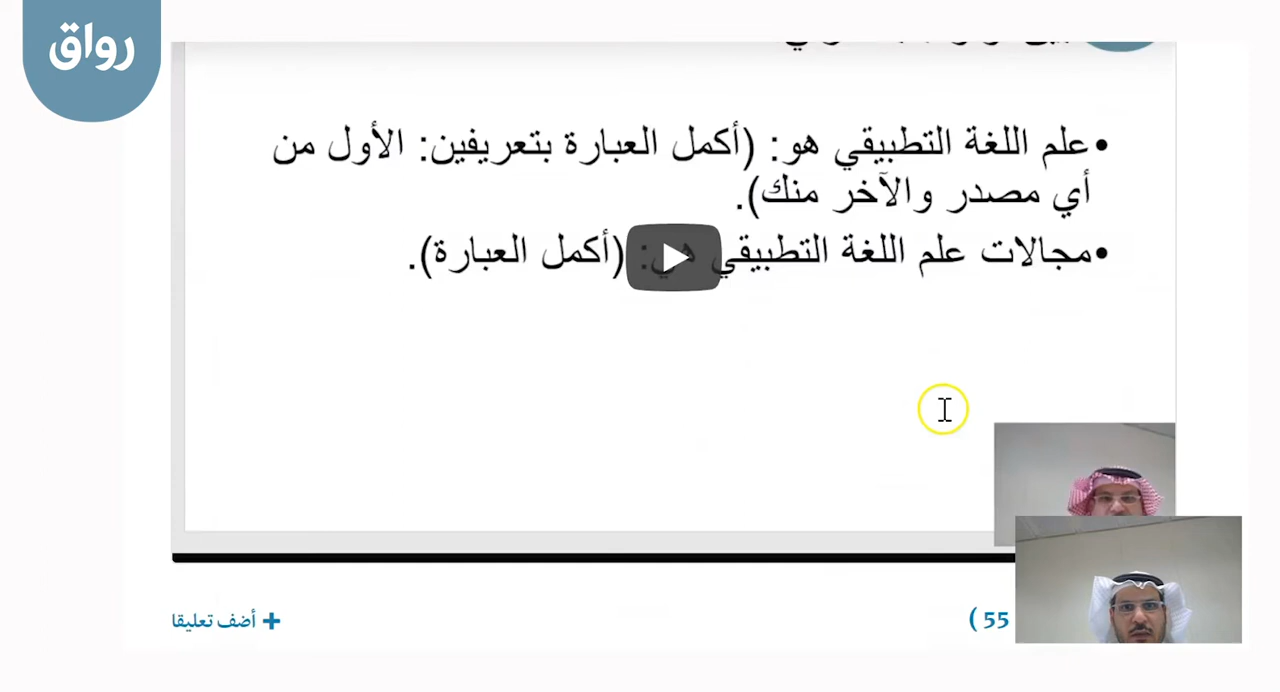 رواق
•علم اللغة التطبيقي هو: (أكمل العبارة بتعريفين: الأول من
أي مصدر والآخر منك).
•مجالات علم اللغة التطبيقي هي: (أكمل العبارة).
+ أضف تعليقا
55 )